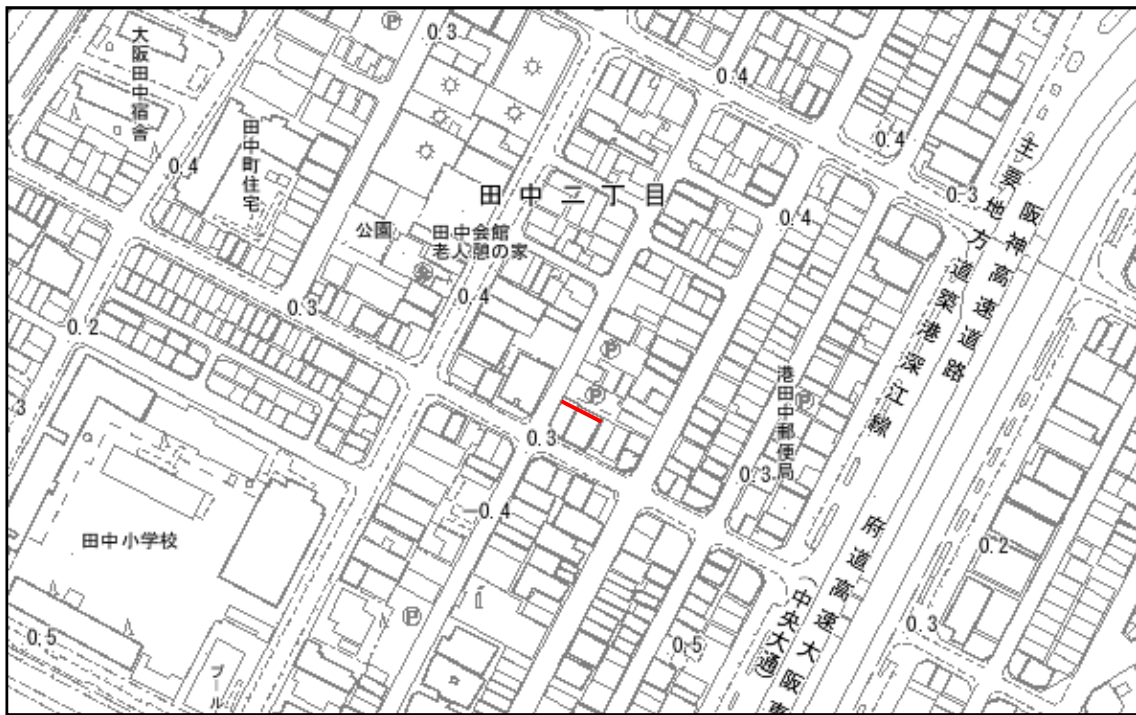 大阪田中宿舎
0.3
0.4
0.4
0.4
田中町住宅
主要地方道築港深江線
阪神高速道路
0.3
田中二丁目
0.4
公園
田中会館
老人憩の家
0.4
0.3
0.2
港田中郵便局
0.3
0.3
-0.4
田中小学校
府道高速大阪東
(中央大通)
0.2
0.3
0.5
0.5
プール
P
P
P
P
P